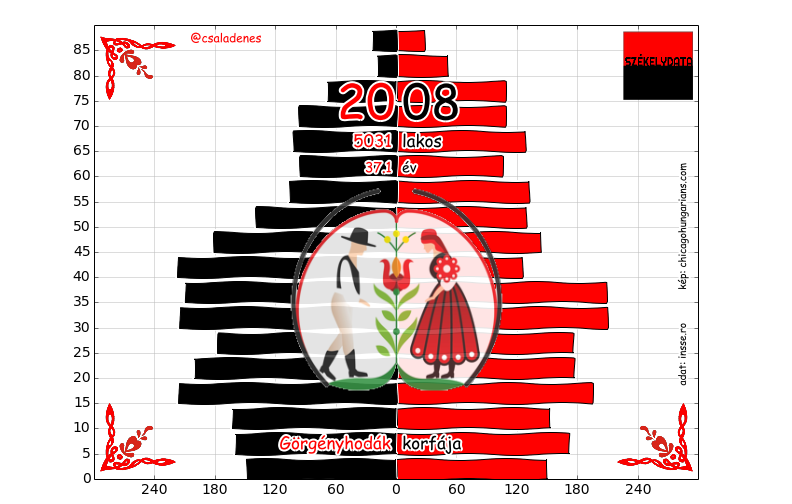 @csaladenes
SZÉKELYDATA
2008
5031 lakos
37.1 év
Görgényhodák korfája
kép: chicagohungarians.com
adat: insse.ro
85
80
75
70
65
60
55
50
45
40
35
30
25
20
15
10
5
0
240 180 120 60 0 60 120 180 240